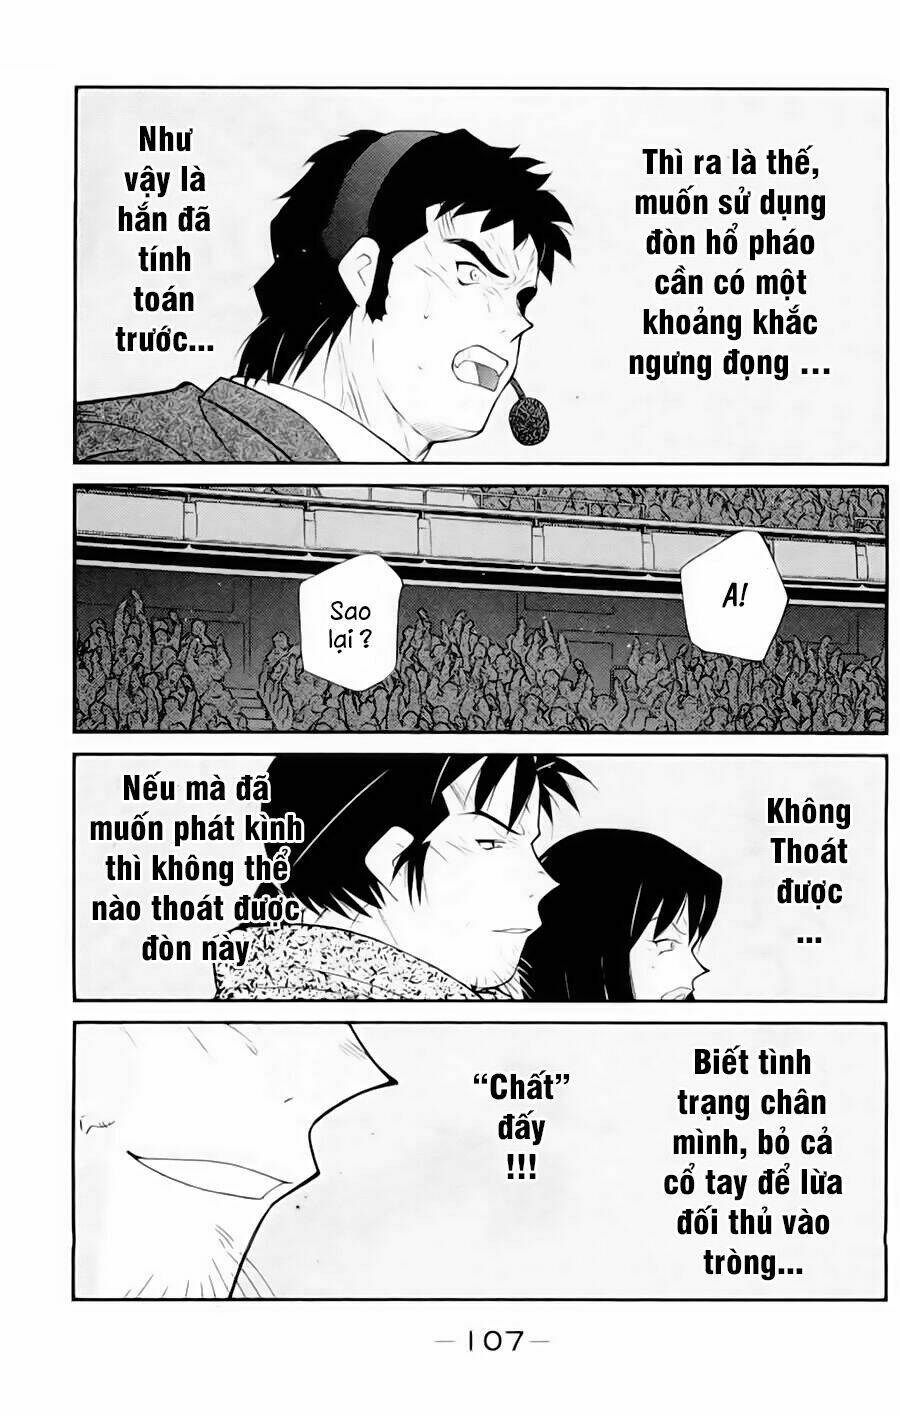 Thì ra là thế,
muốn sử dụng
đòn hổ pháo
cần có một
khoảng khắc
ngưng đọng ...
Như
vậy là
hắn đã
tính
toán
trước...
A!
Sao
lại ?
Không
Thoát
được
...
Nếu mà đã
muốn phát kình
thì không thể
nào thoát được
đòn này
Biết tình
trạng chân
mình, bỏ cả
cổ tay để lừa
đối thủ vào
tròng...
“Chất”
đấy
!!!
— 107 —